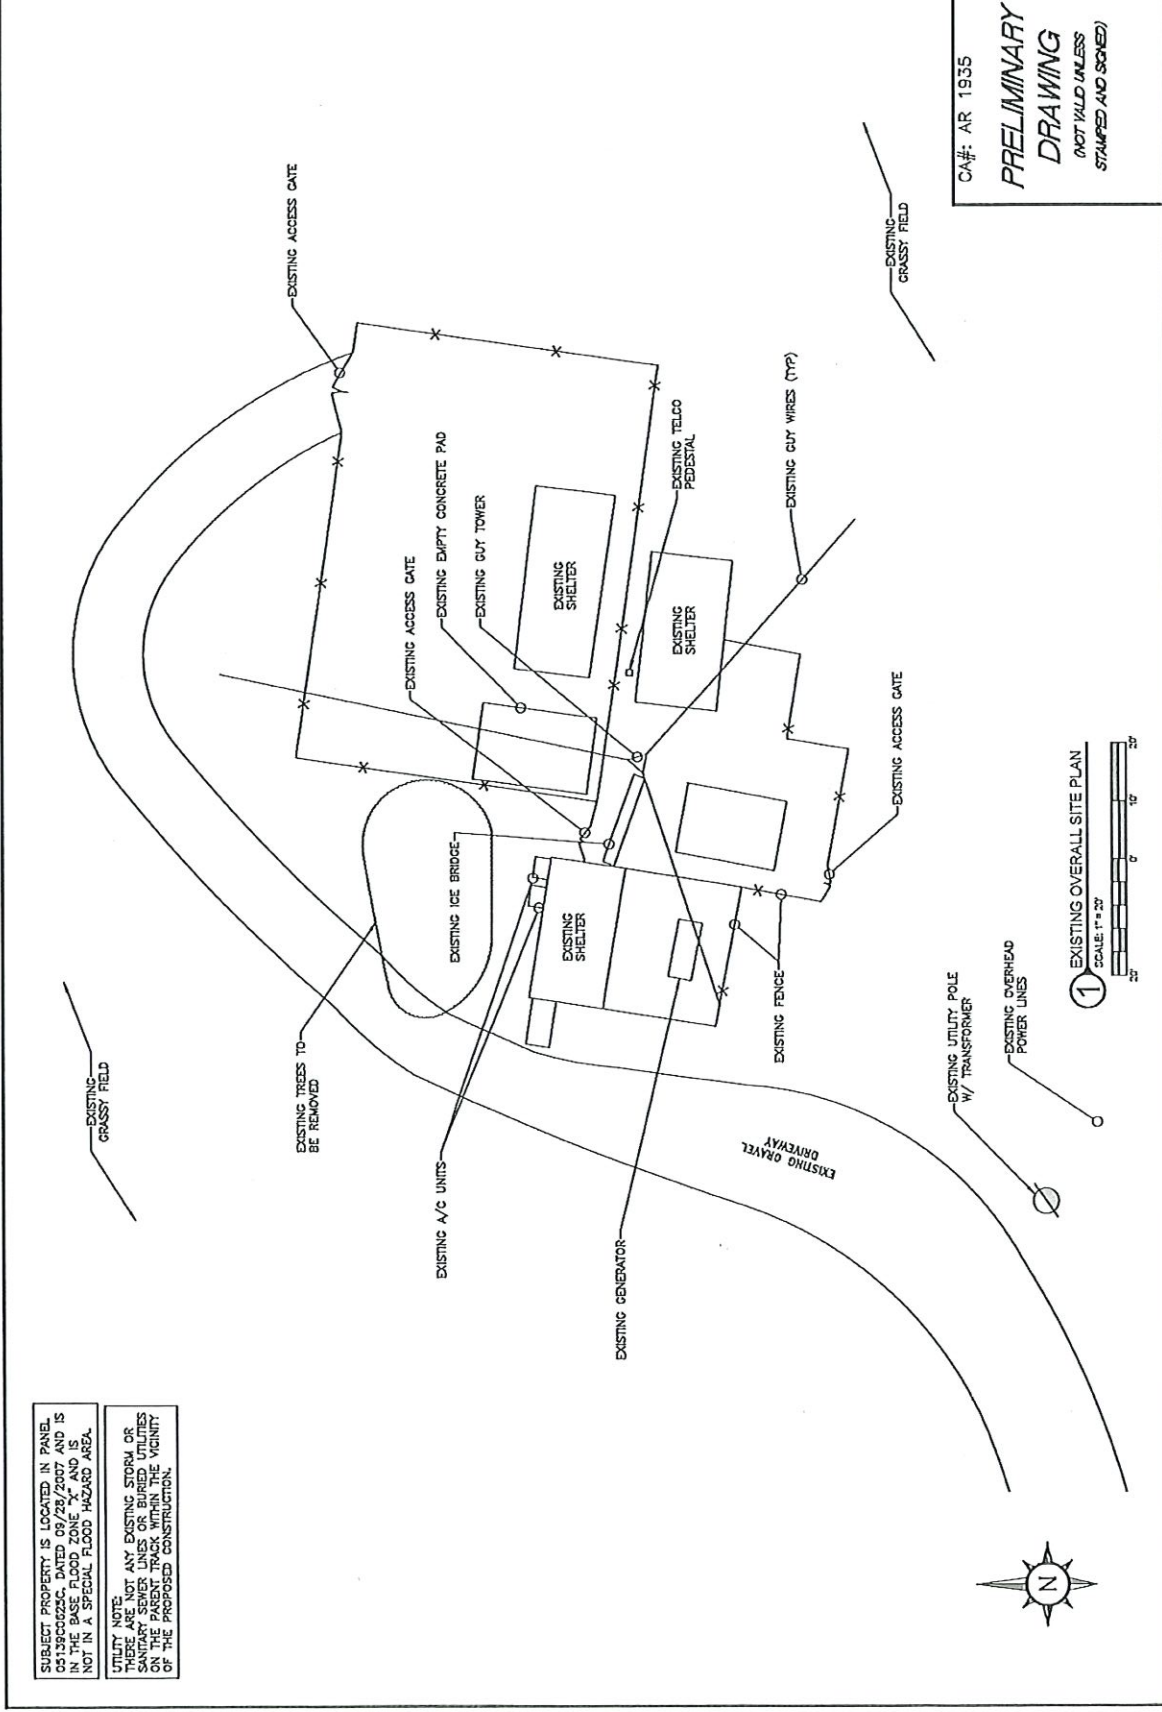 SUBJECT PROPERTY IS LOCATED IN PANEL
05139C0625C, DATED 09/28/2007 AND IS
IN THE BASE FLOOD ZONE "X" AND IS
NOT IN A SPECIAL FLOOD HAZARD AREA.
UTILITY NOTE:
THERE ARE NOT ANY EXISTING STORM OR
SANITARY SEWER LINES OR BURIED UTILITIES
ON THE PARENT TRACK WITHIN THE VICINITY
OF THE PROPOSED CONSTRUCTION.
EXISTING
GRASSY FIELD
EXISTING TREES TO
BE REMOVED
EXISTING ACCESS GATE
EXISTING A/C UNITS
EXISTING ICE BRIDGE
EXISTING ACCESS GATE
EXISTING EMPTY CONCRETE PAD
EXISTING GUY TOWER
EXISTING
SHELTER
EXISTING
SHELTER
EXISTING
SHELTER
EXISTING TELCO
PEDESTAL
EXISTING GENERATOR
EXISTING GRAVEL
DRIVEWAY
EXISTING FENCE
EXISTING GUY WIRES (TYP)
EXISTING ACCESS GATE
EXISTING
GRASSY FIELD
EXISTING UTILITY POLE
W/ TRANSFORMER
EXISTING OVERHEAD
POWER LINES
N
1
EXISTING OVERALL SITE PLAN
SCALE: 1" = 20'
20' 0' 10' 20'
CA#: AR 1935
PRELIMINARY
DRAWING
(NOT VALID UNLESS
STAMPED AND SIGNED)